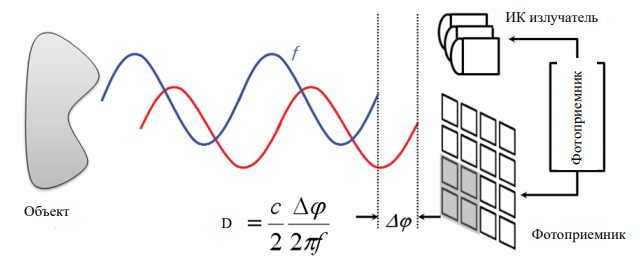 ИК излучатель
f
Фотоприемник
Объект
D = c/2 Δφ/2πf
Δφ
Фотоприемник